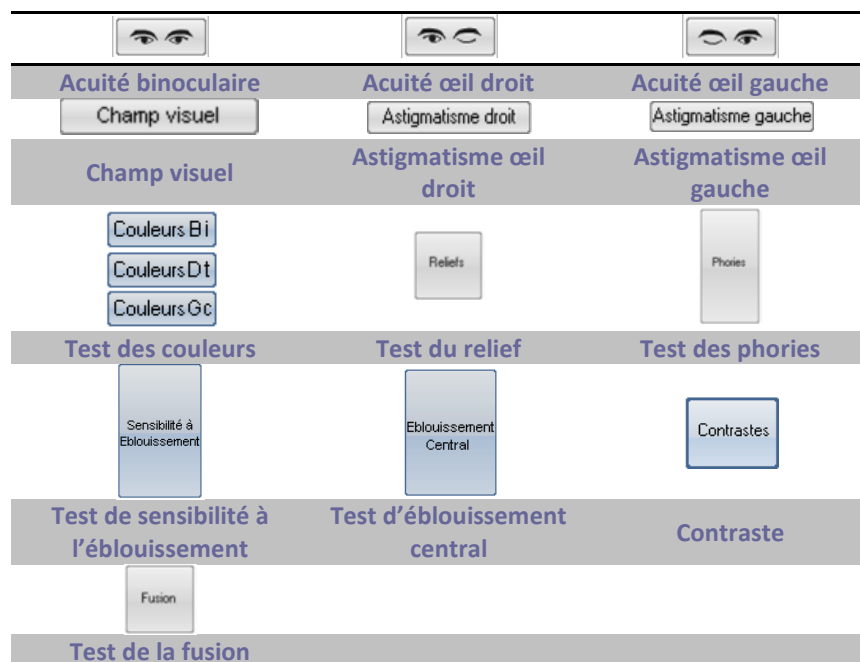 Acuité binoculaire
Acuité œil droit
Acuité œil gauche
Champ visuel
Astigmatisme droit
Astigmatisme gauche
Champ visuel
Astigmatisme œil
droit
Astigmatisme œil
gauche
Couleurs Bi
Couleurs Dt
Couleurs Gc
Reliefs
Phories
Test des couleurs
Test du relief
Test des phories
Sensibilité à
Eblouissement
Eblouissement
Central
Contrastes
Test de sensibilité à
l'éblouissement
Test d'éblouissement
central
Contraste
Fusion
Test de la fusion